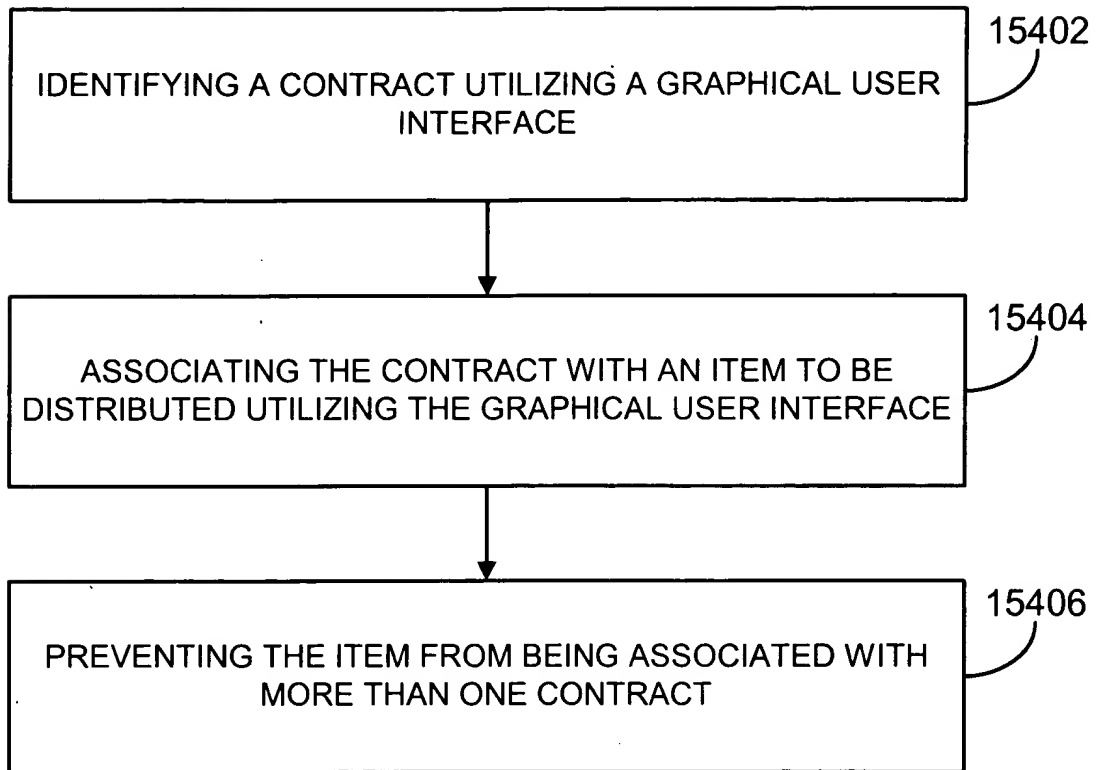 15402
IDENTIFYING A CONTRACT UTILIZING A GRAPHICAL USER
INTERFACE
15404
ASSOCIATING THE CONTRACT WITH AN ITEM TO BE
DISTRIBUTED UTILIZING THE GRAPHICAL USER INTERFACE
15406
PREVENTING THE ITEM FROM BEING ASSOCIATED WITH
MORE THAN ONE CONTRACT